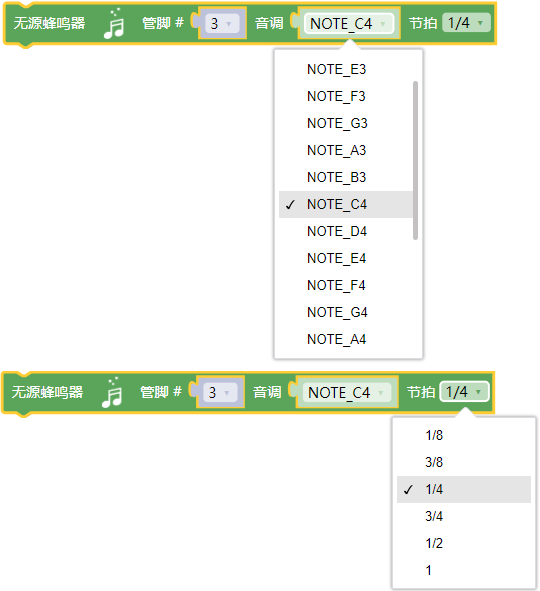 无源蜂鸣器 管脚 # 3 音调 NOTE_C4 节拍 1/4
NOTE_E3
NOTE_F3
NOTE_G3
NOTE_A3
NOTE_B3
✓ NOTE_C4
NOTE_D4
NOTE_E4
NOTE_F4
NOTE_G4
NOTE_A4
无源蜂鸣器 管脚 # 3 音调 NOTE_C4 节拍 1/4
1/8
3/8
✓ 1/4
3/4
1/2
1